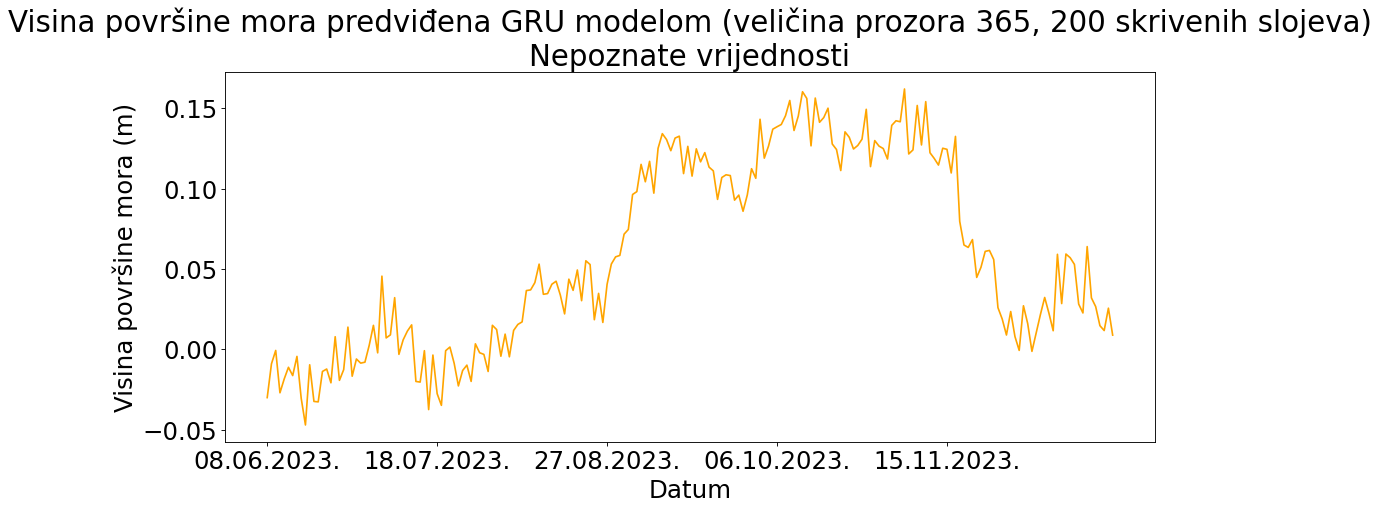 Visina površine mora predviđena GRU modelom (veličina prozora 365, 200 skrivenih slojeva)
Nepoznate vrijednosti
Visina površine mora (m)
0.15
0.10
0.05
0.00
−0.05
08.06.2023. 18.07.2023. 27.08.2023. 06.10.2023. 15.11.2023.
Datum